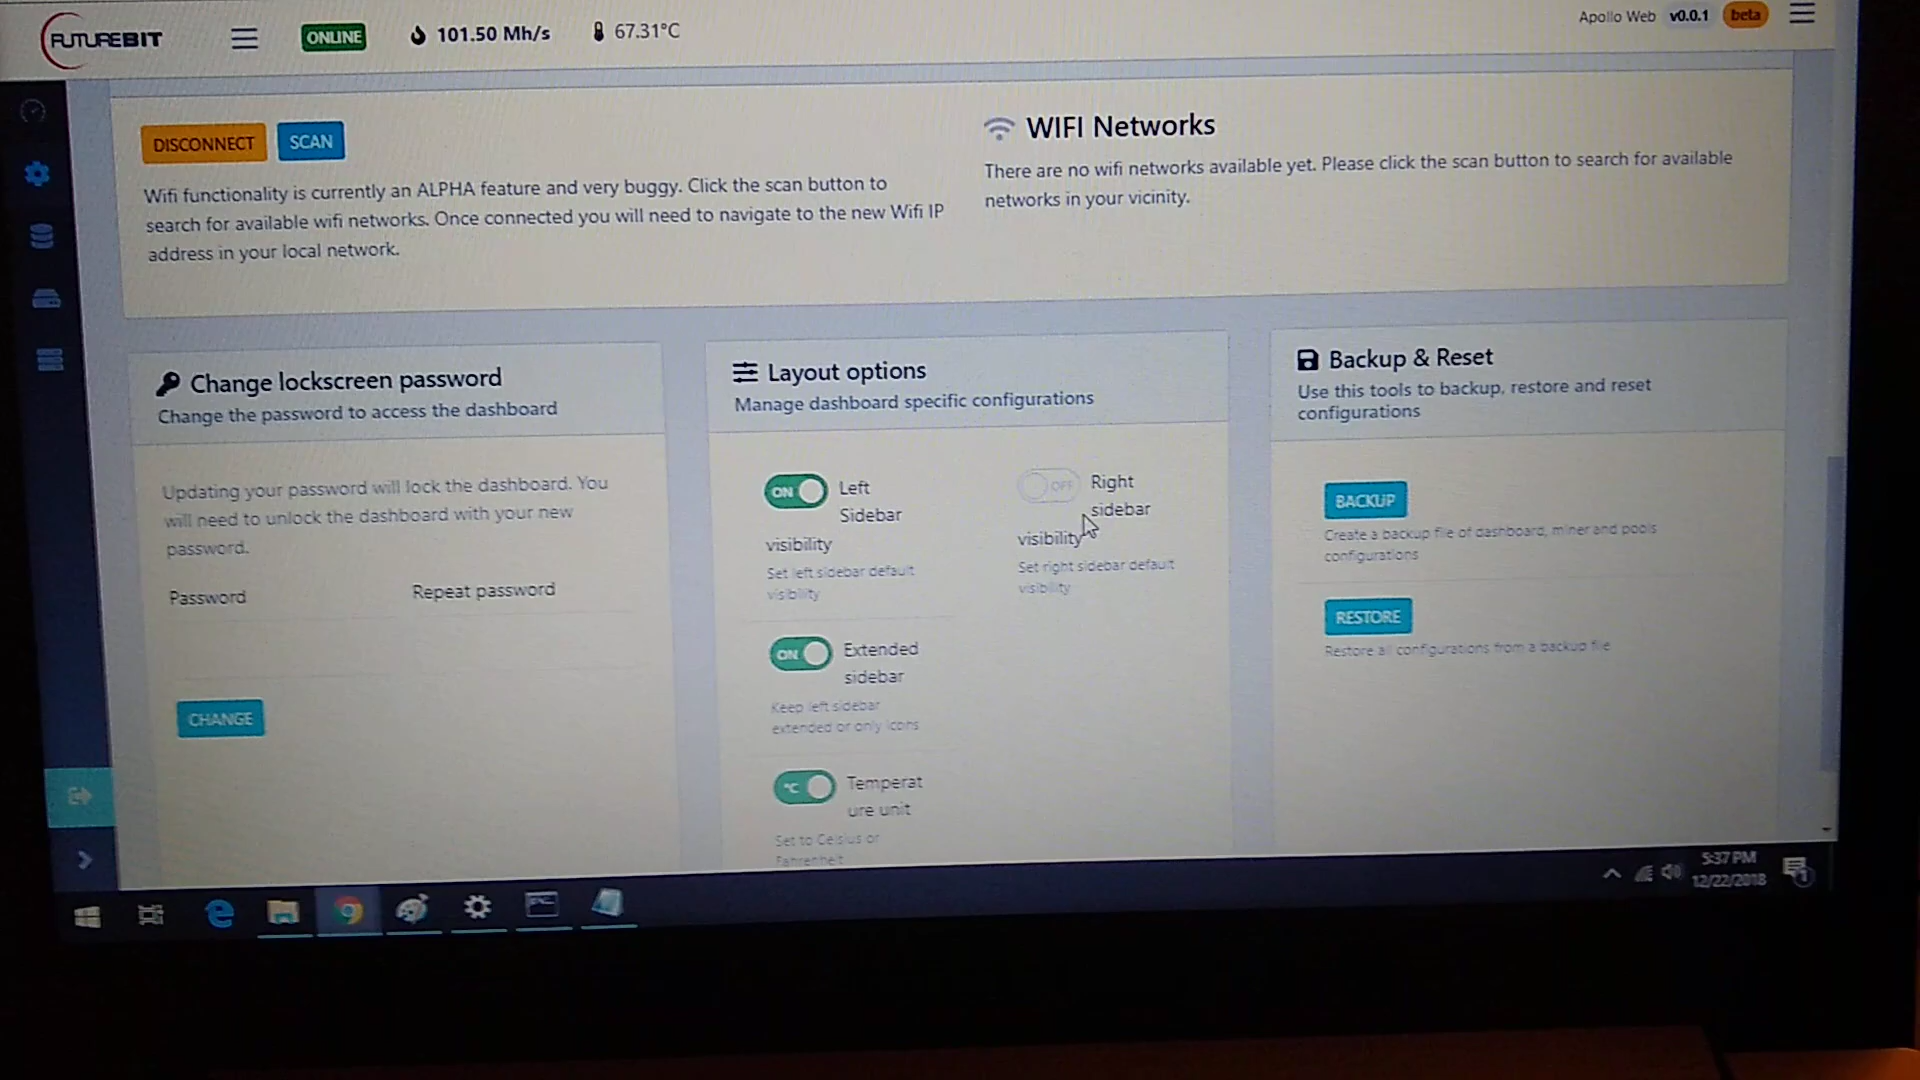 FUTUREBIT
ONLINE
101.50 Mh/s
67.31°C
Apollo Web v0.0.1 beta
DISCONNECT
SCAN
Wifi functionality is currently an ALPHA feature and very buggy. Click the scan button to
search for available wifi networks. Once connected you will need to navigate to the new Wifi IP
address in your local network.
WIFI Networks
There are no wifi networks available yet. Please click the scan button to search for available
networks in your vicinity.
Change lockscreen password
Change the password to access the dashboard
Updating your password will lock the dashboard. You
will need to unlock the dashboard with your new
password.
Password
Repeat password
CHANGE
Layout options
Manage dashboard specific configurations
ON
Left
Sidebar
visibility
Set left sidebar default
visibility
OFF
Right
sidebar
visibility
Set right sidebar default
visibility
ON
Extended
sidebar
Keep left sidebar
extended or only icons
°C
Temperat
ure unit
Set to Celsius or
Fahrenheit
Backup & Reset
Use this tools to backup, restore and reset
configurations
BACKUP
Create a backup file of dashboard, miner and pools
configurations
RESTORE
Restore all configurations from a backup file
5:37 PM
12/22/2018